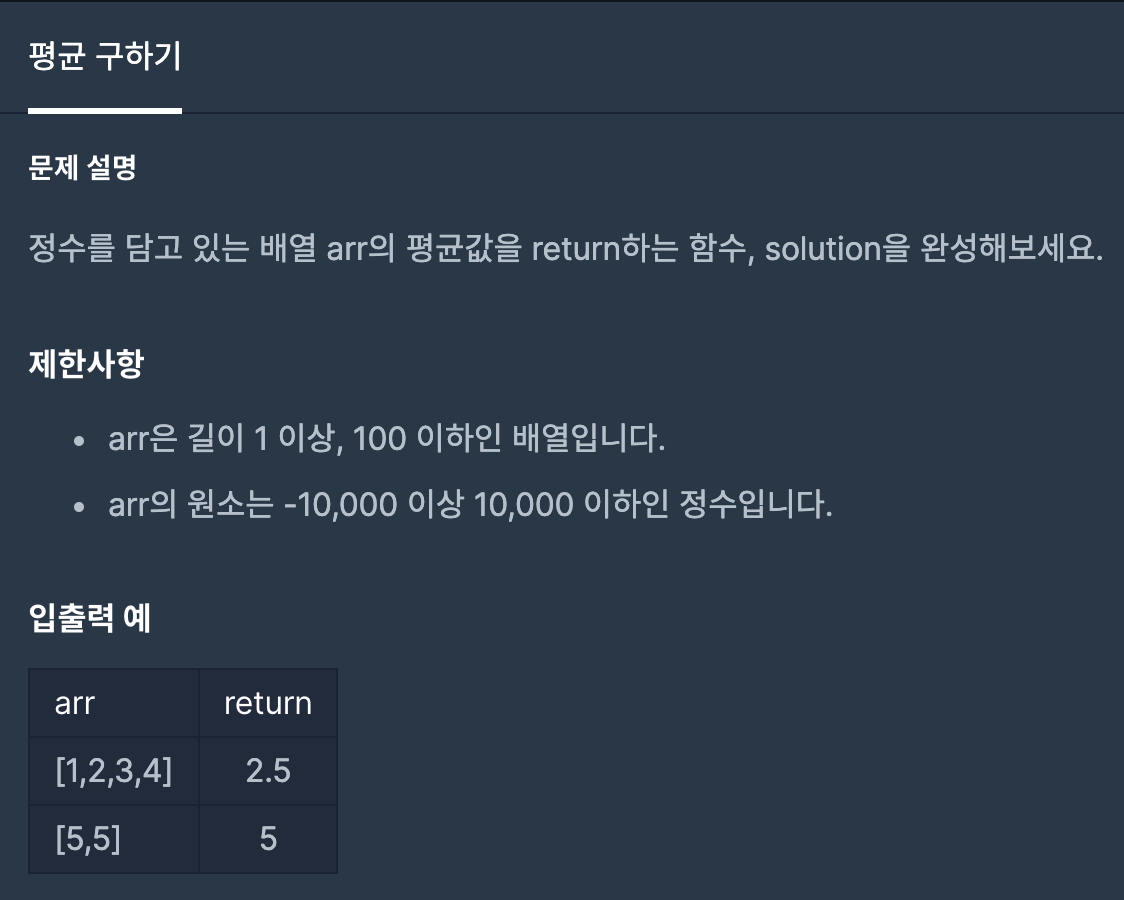 평균 구하기
문제 설명
정수를 담고 있는 배열 arr의 평균값을 return하는 함수, solution을 완성해보세요.
제한사항
• arr은 길이 1 이상, 100 이하인 배열입니다.
• arr의 원소는 -10,000 이상 10,000 이하인 정수입니다.
입출력 예
arr return
[1,2,3,4] 2.5
[5,5] 5